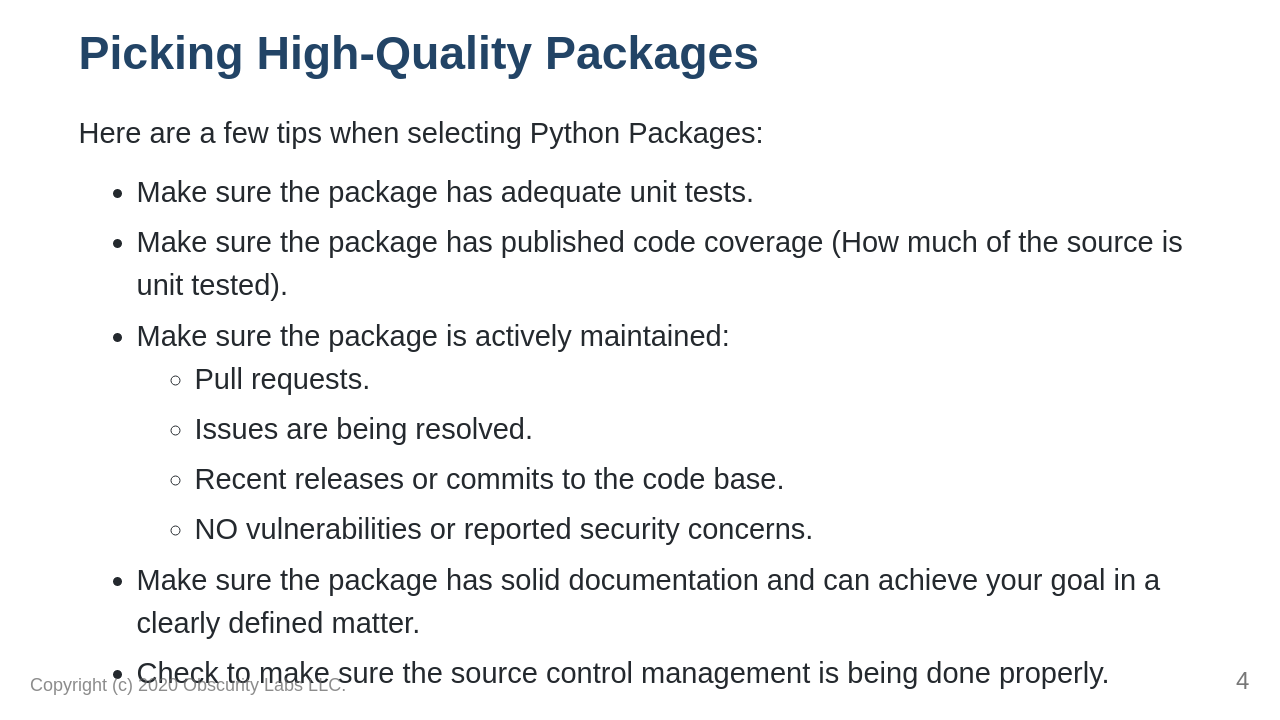 Picking High-Quality Packages
Here are a few tips when selecting Python Packages:
• Make sure the package has adequate unit tests.
• Make sure the package has published code coverage (How much of the source is
unit tested).
• Make sure the package is actively maintained:
○ Pull requests.
○ Issues are being resolved.
○ Recent releases or commits to the code base.
○ NO vulnerabilities or reported security concerns.
• Make sure the package has solid documentation and can achieve your goal in a
clearly defined matter.
• Check to make sure the source control management is being done properly.
Copyright (c) 2020 Obscurity Labs LLC.
4